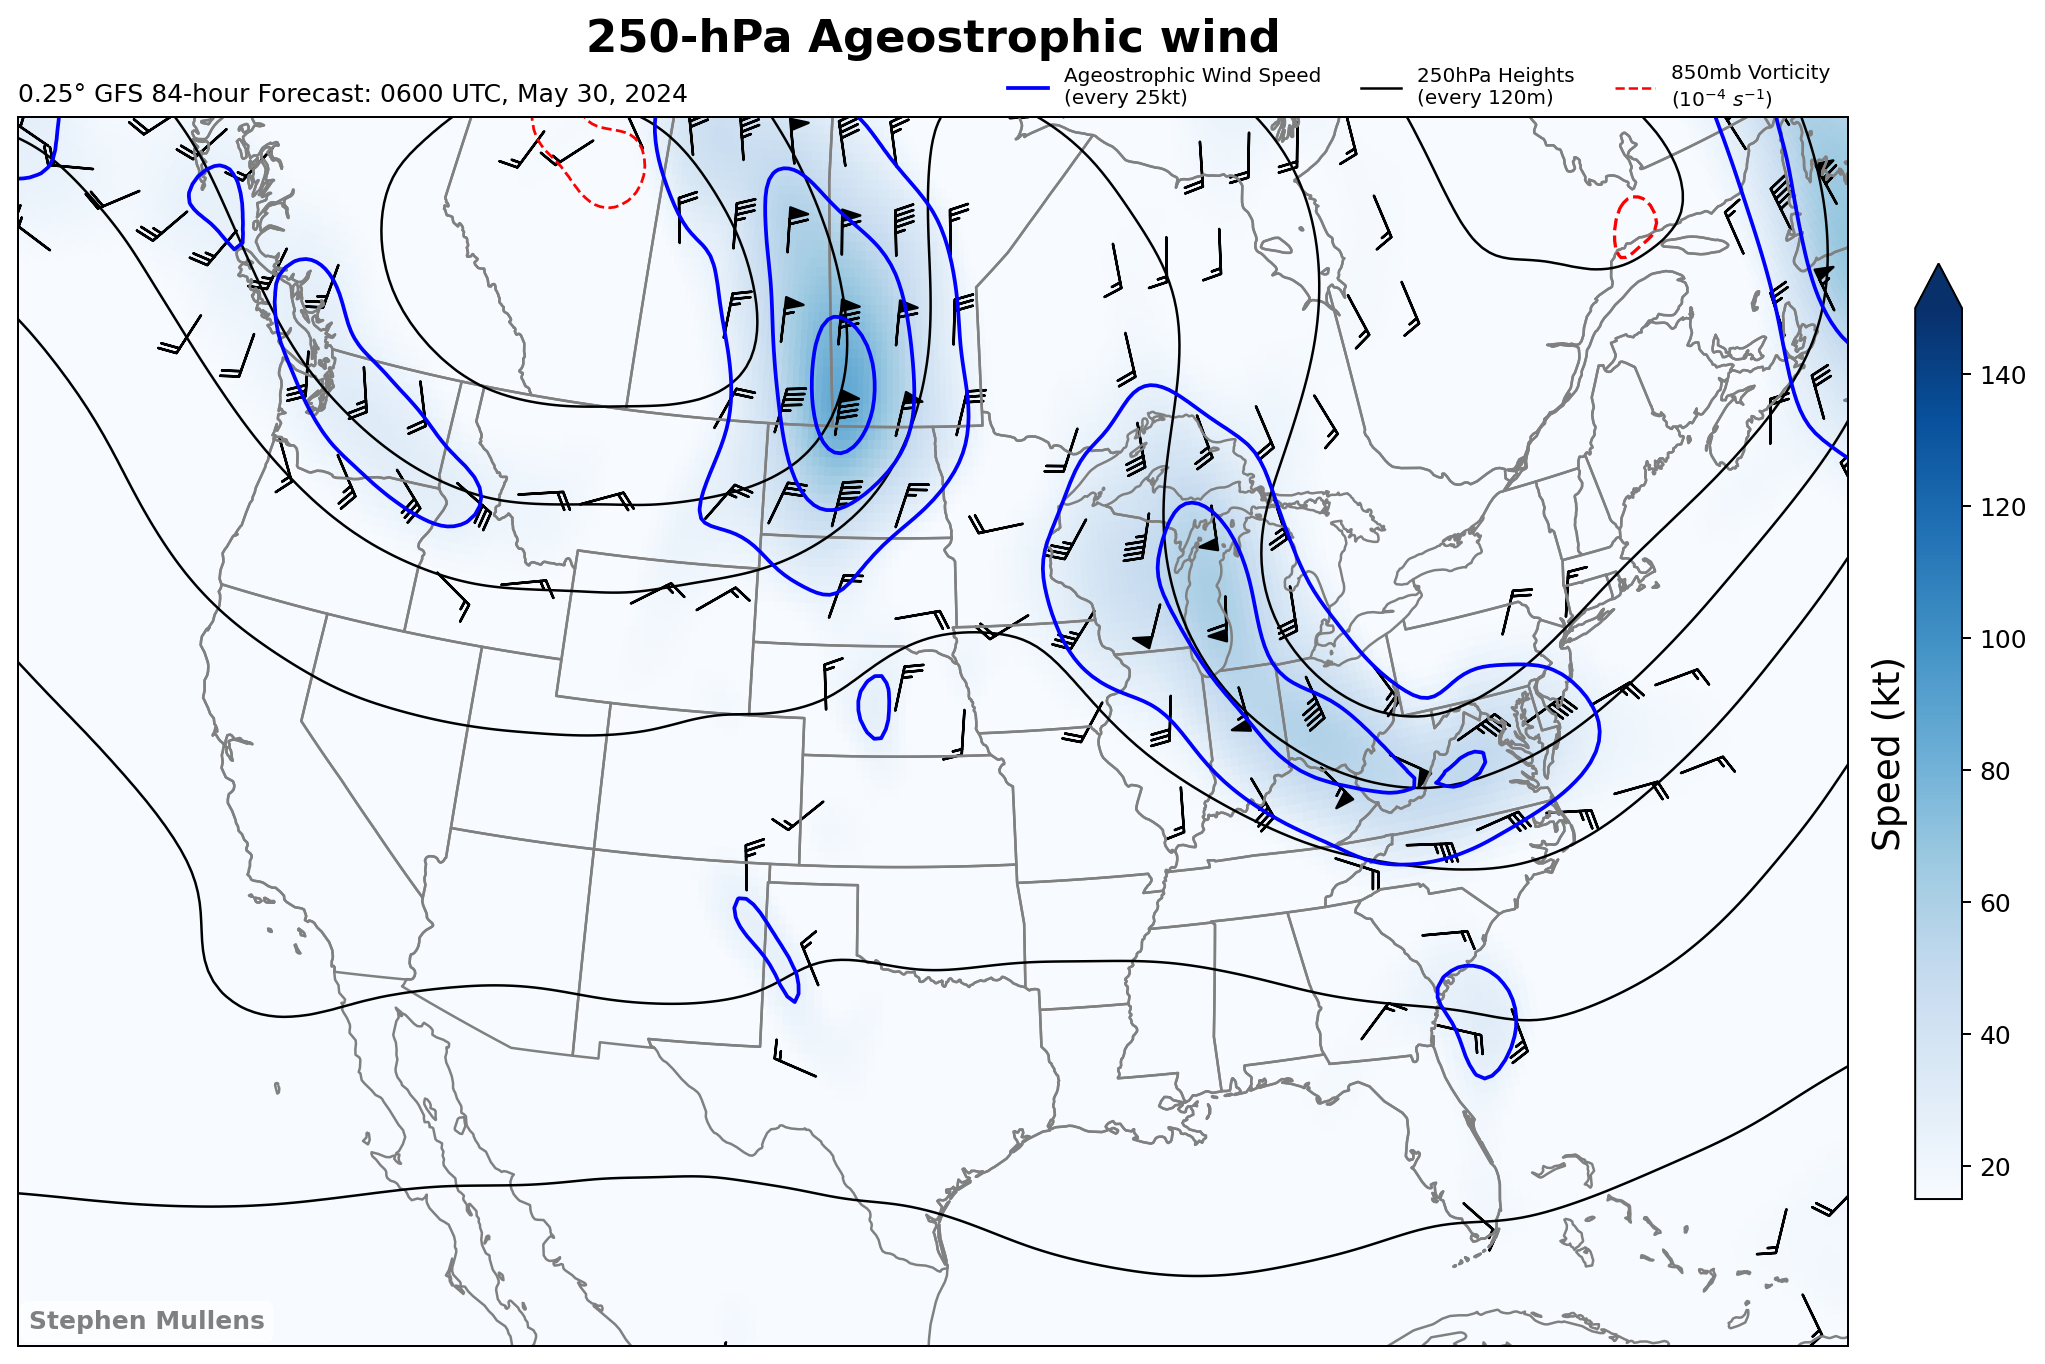 250-hPa Ageostrophic wind
0.25° GFS 84-hour Forecast: 0600 UTC, May 30, 2024
Ageostrophic Wind Speed
(every 25kt)
250hPa Heights
(every 120m)
850mb Vorticity
(10⁻⁴ s⁻¹)
140
120
100
80
60
40
20
Speed (kt)
Stephen Mullens